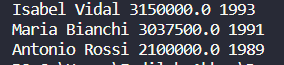 Isabel Vidal 3150000.0 1993
Maria Bianchi 3037500.0 1991
Antonio Rossi 2100000.0 1989